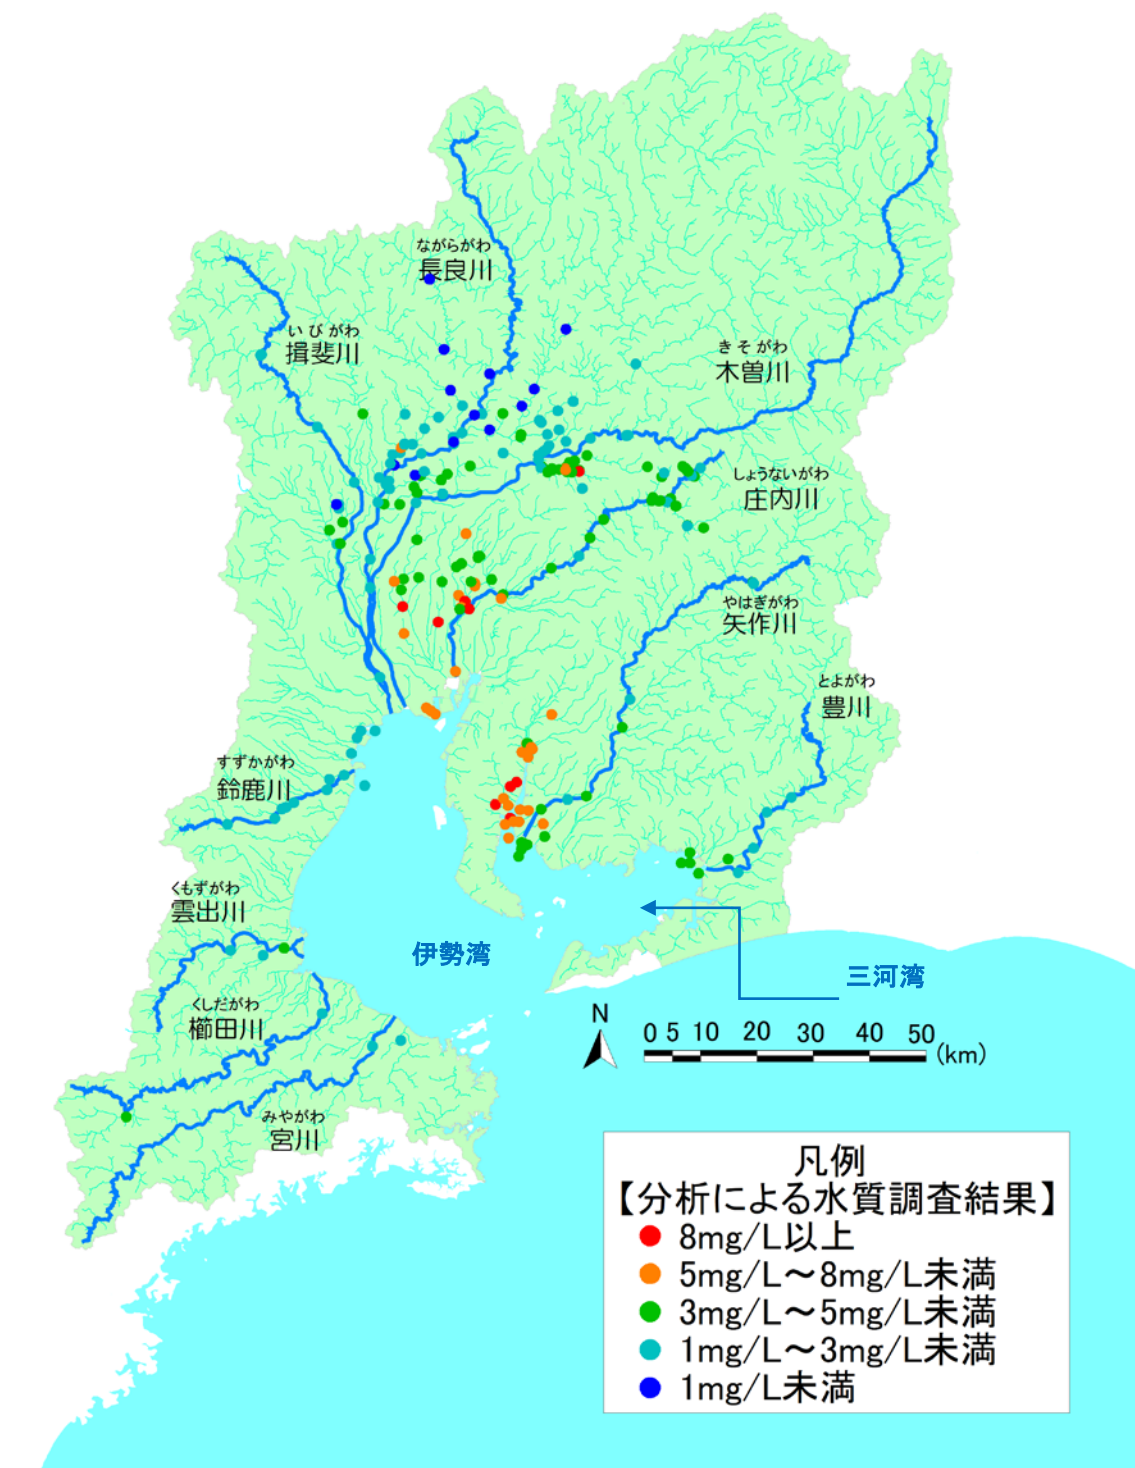 ながらがわ
長良川
いびがわ
揖斐川
きそがわ
木曽川
しょうないがわ
庄内川
やはぎがわ
矢作川
とよがわ
豊川
すずかがわ
鈴鹿川
くもずがわ
雲出川
伊勢湾
三河湾
くしだがわ
櫛田川
みやがわ
宮川
N
0 5 10 20 30 40 50
(km)
凡例
【分析による水質調査結果】
8mg/L以上
5mg/L～8mg/L未満
3mg/L～5mg/L未満
1mg/L～3mg/L未満
1mg/L未満